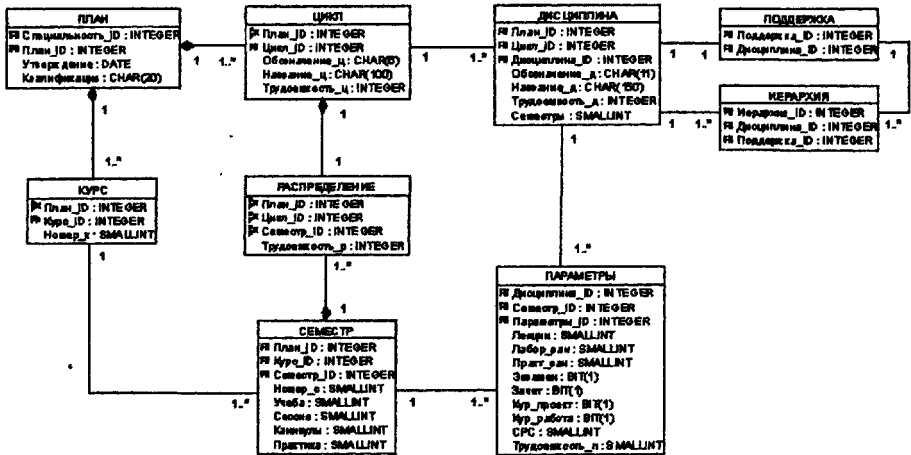 ПЛАН
Специальность_ID : INTEGER
План_ID : INTEGER
Утверждение : DATE
Квалификация : CHAR(20)
ЦИКЛ
План_ID : INTEGER
Цикл_ID : INTEGER
Обозначение_ц : CHAR(5)
Название_ц : CHAR(100)
Трудоемкость_ц : INTEGER
ДИСЦИПЛИНА
План_ID : INTEGER
Цикл_ID : INTEGER
Дисциплина_ID : INTEGER
Обозначение_д : CHAR(11)
Название_д : CHAR(150)
Трудоемкость_д : INTEGER
Семестры : SMALLINT
ПОДДЕРЖКА
Поддержка_ID : INTEGER
Дисциплина_ID : INTEGER
ИЕРАРХИЯ
Иерархия_ID : INTEGER
Дисциплина_ID : INTEGER
Поддержка_ID : INTEGER
1
1..*
1
1..*
1
1
1
1..*
1..*
1
1
1
1
1..*
1..*
КУРС
План_ID : INTEGER
Курс_ID : INTEGER
Номер_к : SMALLINT
РАСПРЕДЕЛЕНИЕ
План_ID : INTEGER
Цикл_ID : INTEGER
Семестр_ID : INTEGER
Трудоемкость_р : INTEGER
1
1..*
1
СЕМЕСТР
План_ID : INTEGER
Курс_ID : INTEGER
Семестр_ID : INTEGER
Номер_с : SMALLINT
Учеба : SMALLINT
Сессия : SMALLINT
Каникулы : SMALLINT
Практика : SMALLINT
1..*
1
1..*
ПАРАМЕТРЫ
Дисциплина_ID : INTEGER
Семестр_ID : INTEGER
Параметры_ID : INTEGER
Лекции : SMALLINT
Лабор_зан : SMALLINT
Практ_зан : SMALLINT
Экзамен : BIT(1)
Зачет : BIT(1)
Кур_проект : BIT(1)
Кур_работа : BIT(1)
СРС : SMALLINT
Трудоемкость_п : SMALLINT